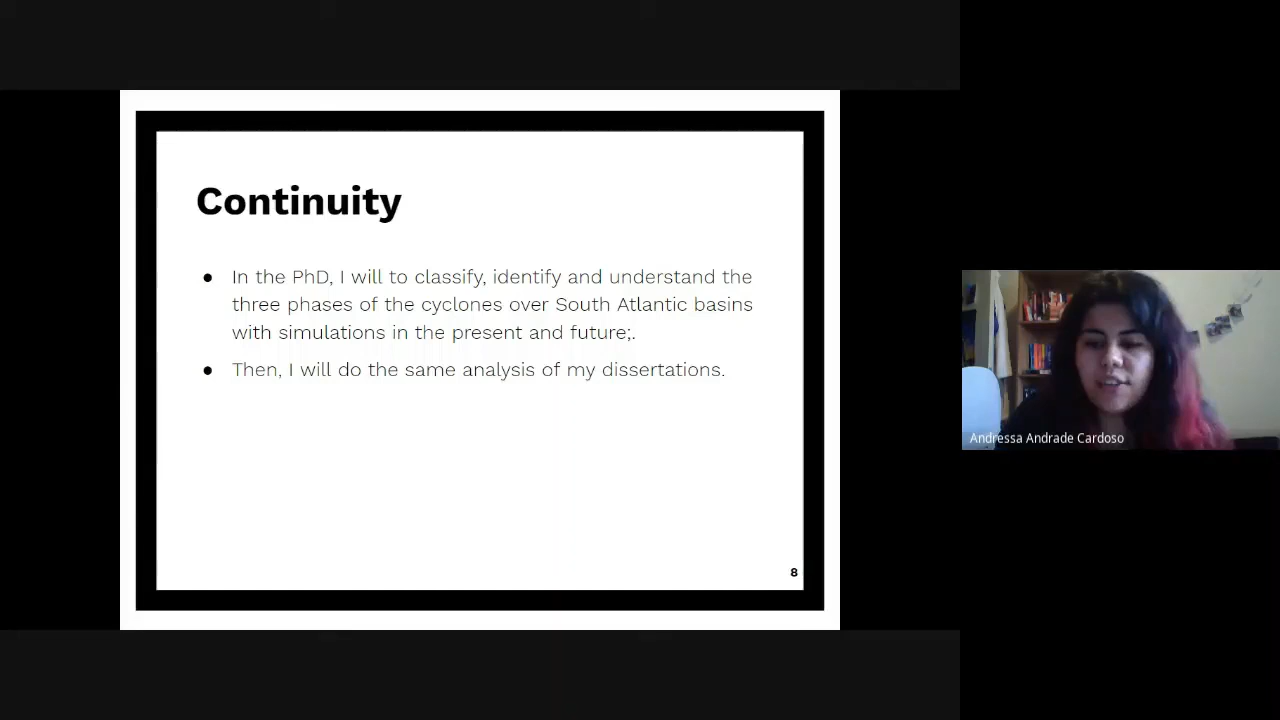 Continuity
● In the PhD, I will to classify, identify and understand the
three phases of the cyclones over South Atlantic basins
with simulations in the present and future;.
● Then, I will do the same analysis of my dissertations.
8
Andressa Andrade Cardoso